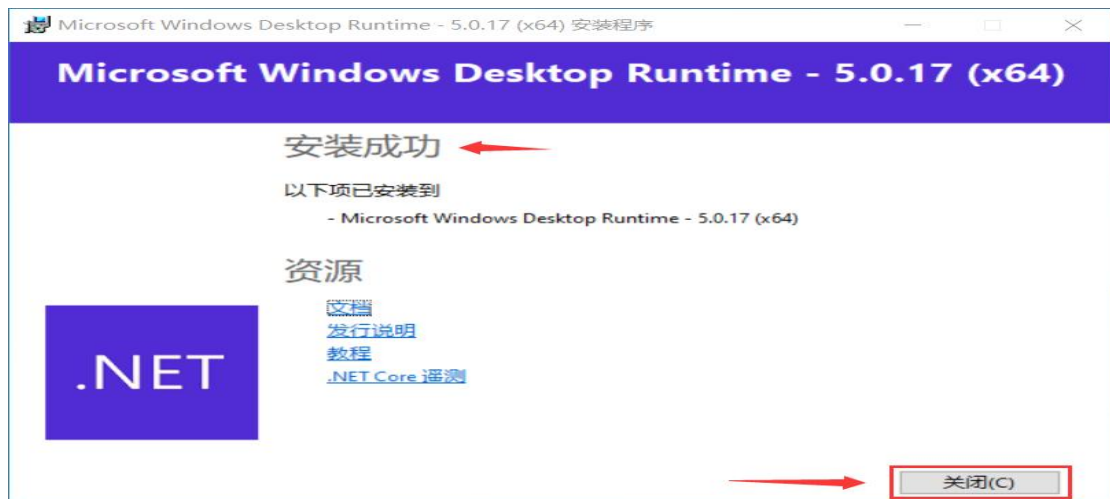 Microsoft Windows Desktop Runtime - 5.0.17 (x64) 安装程序
Microsoft Windows Desktop Runtime - 5.0.17 (x64)
安装成功
以下项已安装到
- Microsoft Windows Desktop Runtime - 5.0.17 (x64)
资源
文档
发行说明
教程
.NET Core 遥测
.NET
关闭(C)